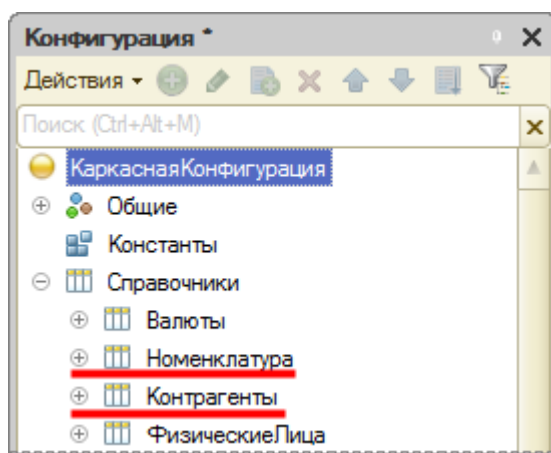 Конфигурация *
Действия
Поиск (Ctrl+Alt+M)
КаркаснаяКонфигурация
Общие
Константы
Справочники
Валюты
Номенклатура
Контрагенты
ФизическиеЛица